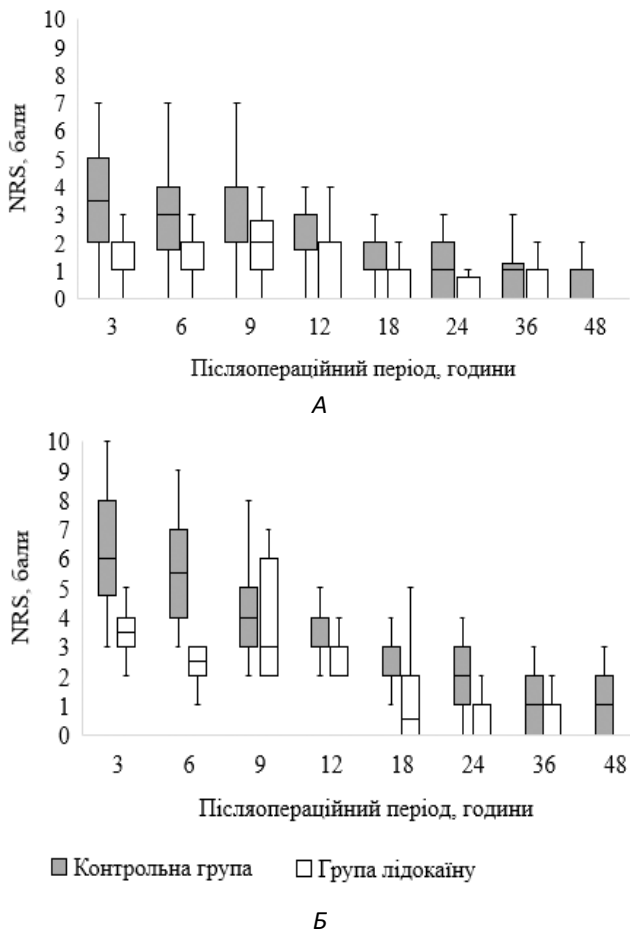 10
9
8
7
6
5
4
3
2
1
0
NRS, бали
3 6 9 12 18 24 36 48
Післяопераційний період, години
А
10
9
8
7
6
5
4
3
2
1
0
NRS, бали
3 6 9 12 18 24 36 48
Післяопераційний період, години
Контрольна група Група лідокаїну
Б